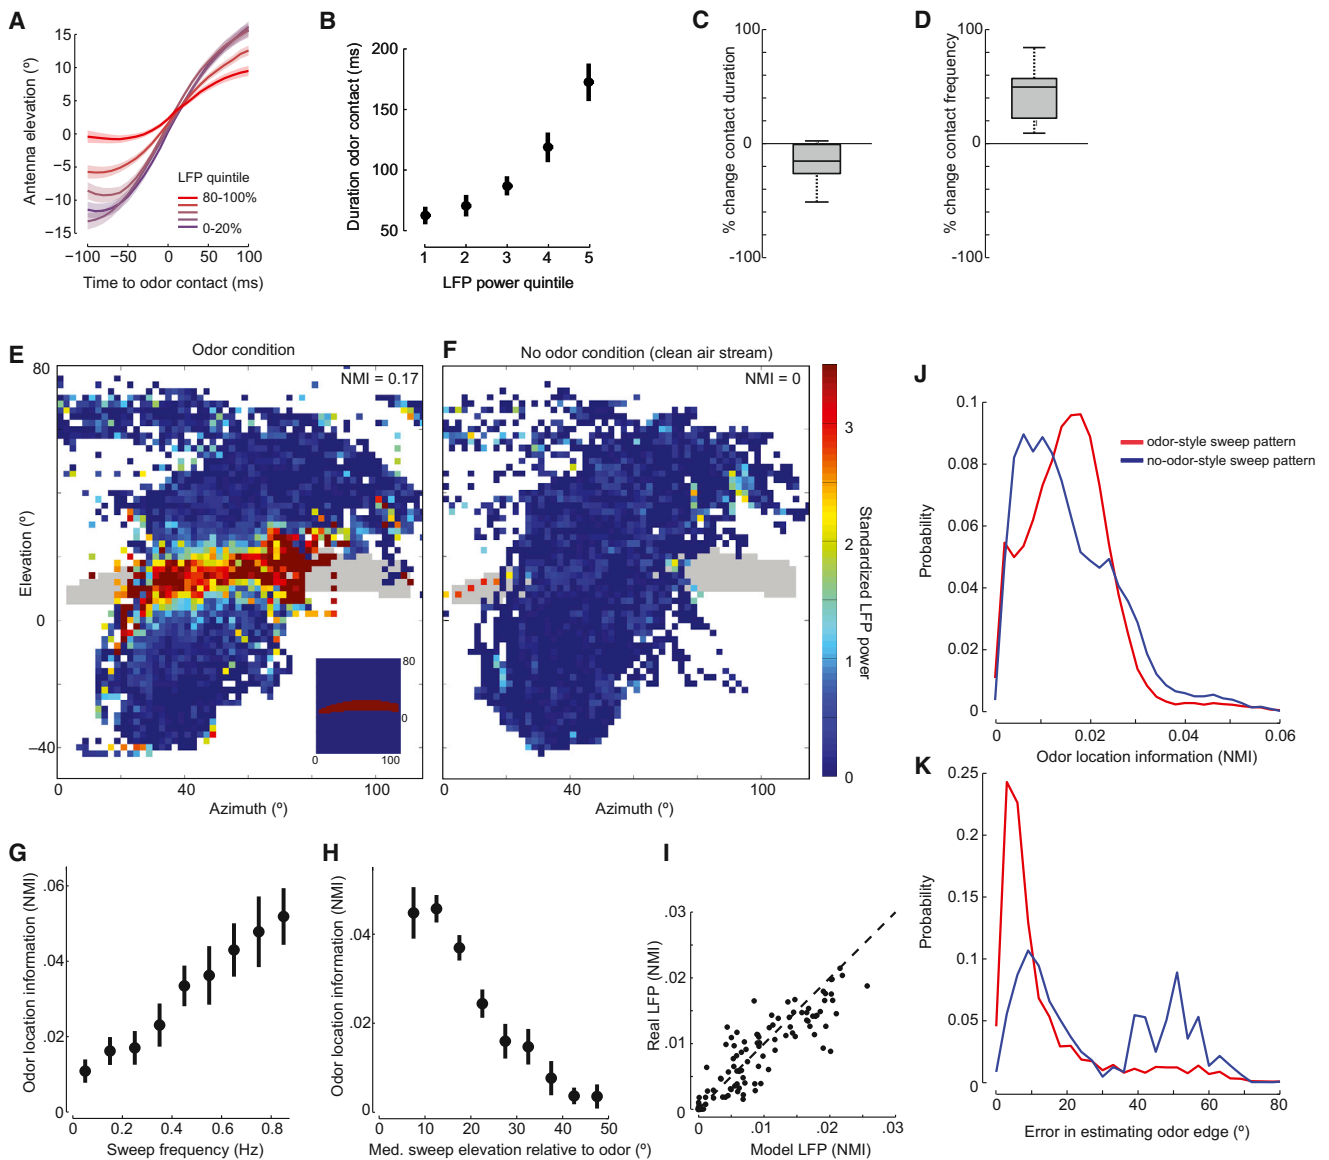 A
Antenna elevation (º)
15
10
5
0
−5
−10
−15
LFP quintile
80-100%
0-20%
−100
−50
0
50
100
Time to odor contact (ms)
B
Duration odor contact (ms)
200
150
100
50
1
2
3
4
5
LFP power quintile
C
% change contact duration
100
0
-100
D
% change contact frequency
100
0
-100
E
Odor condition
NMI = 0.17
Elevation (º)
80
0
−40
0
40
100
Azimuth (º)
80
0
0
100
F
No odor condition (clean air stream)
NMI = 0
0
40
100
Azimuth (º)
3
2
1
0
Standardized LFP power
J
Probability
0.1
0.08
0.06
0.04
0.02
0
odor-style sweep pattern
no-odor-style sweep pattern
0
0.02
0.04
0.06
Odor location information (NMI)
K
Probability
0.25
0.2
0.15
0.1
0.05
0
0
20
40
60
80
Error in estimating odor edge (º)
G
Odor location information (NMI)
.06
.04
.02
0
0
0.2
0.4
0.6
0.8
Sweep frequency (Hz)
H
Odor location information (NMI)
.04
.02
0
0
10
20
30
40
50
Med. sweep elevation relative to odor (º)
I
Real LFP (NMI)
.03
.02
.01
0
0
.01
.02
.03
Model LFP (NMI)